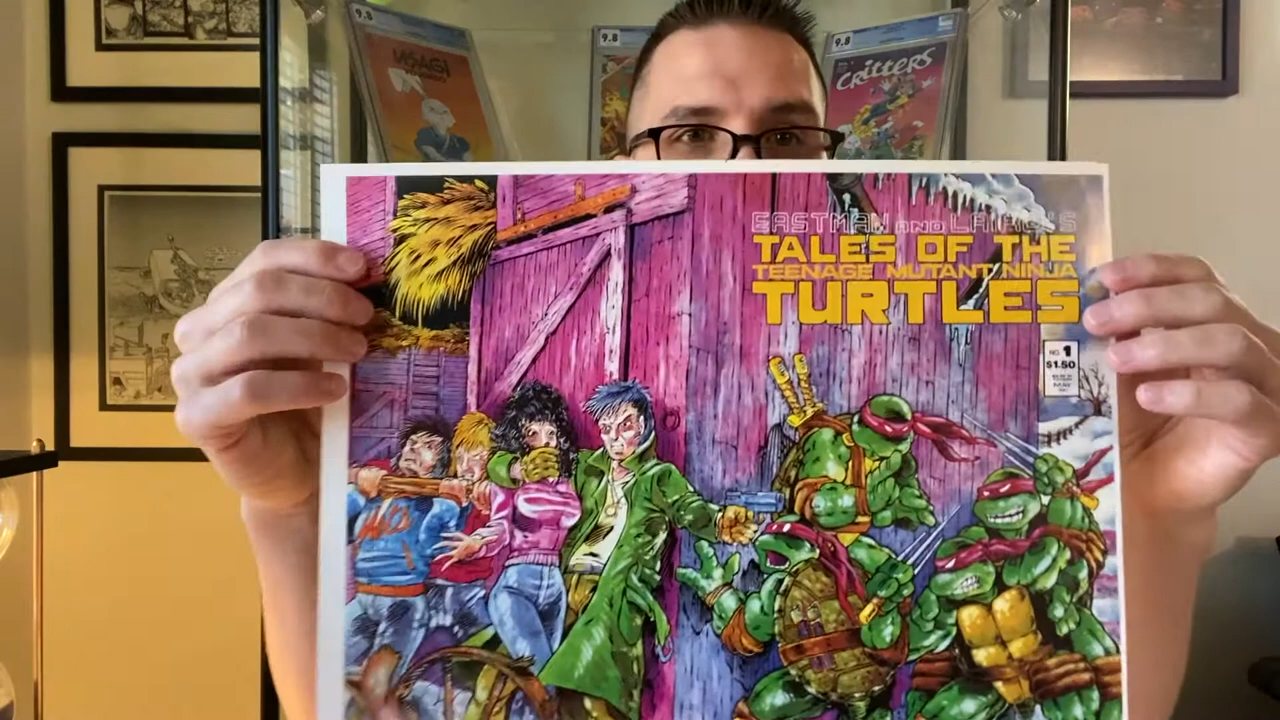 9.8
9.8
9.8
CRITTERS
EASTMAN AND LAIRD'S
TALES OF THE
TEENAGE MUTANT NINJA
TURTLES
NO. 1
$1.50